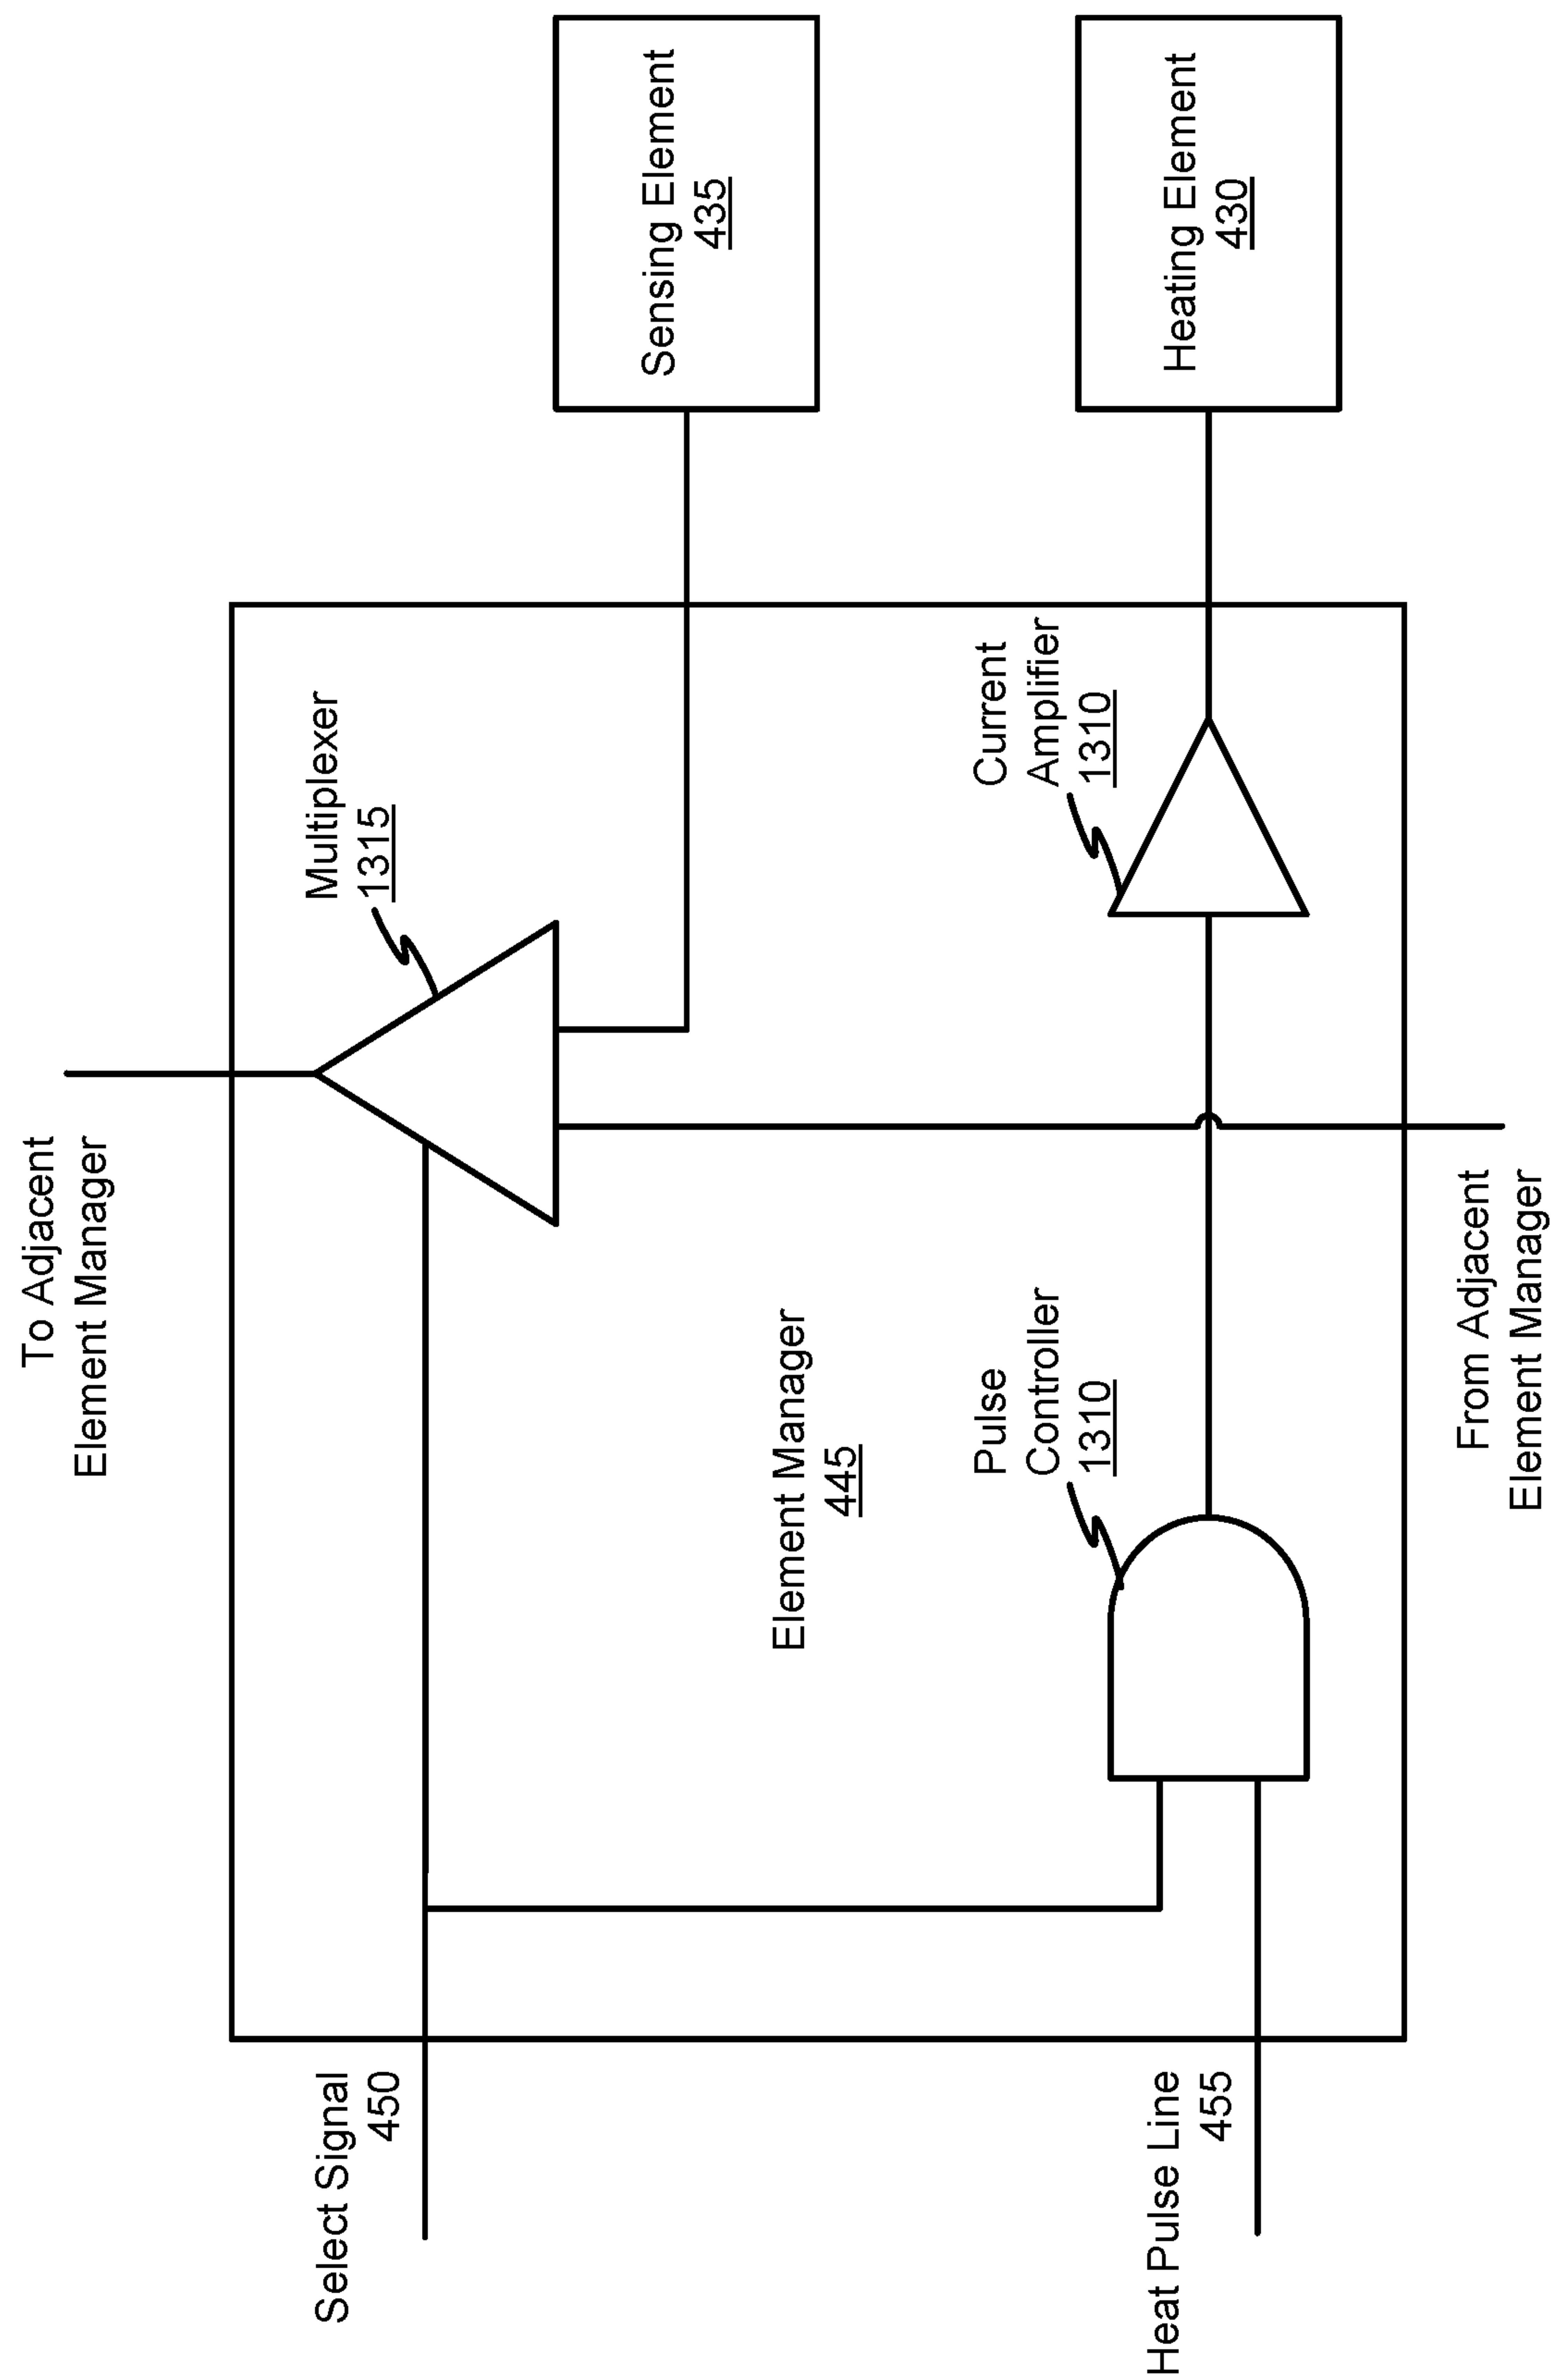 To Adjacent
Element Manager
Select Signal
450
Multiplexer
1315
Sensing Element
435
Element Manager
445
Pulse
Controller
1310
Current
Amplifier
1310
Heating Element
430
Heat Pulse Line
455
From Adjacent
Element Manager